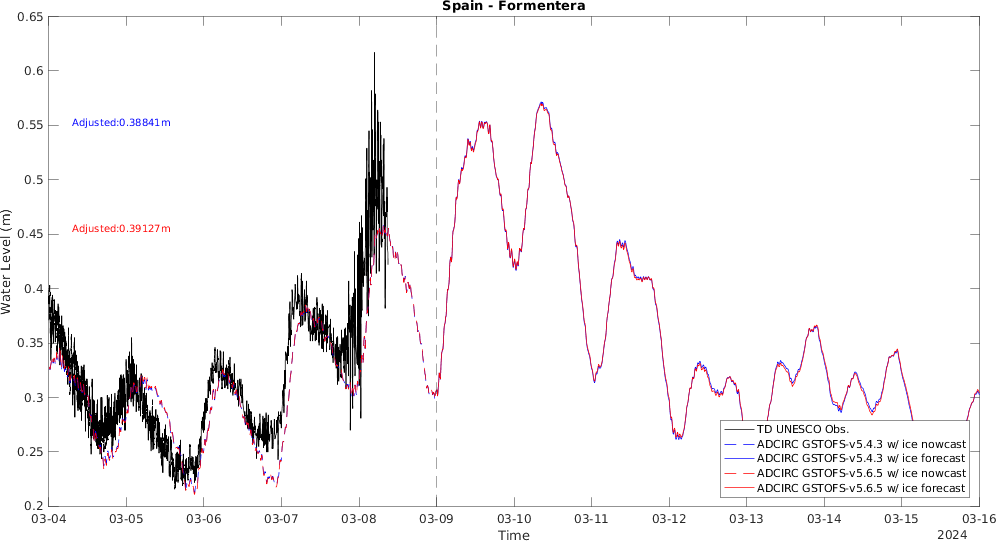 Spain - Formentera
0.65
0.6
0.55
0.5
0.45
0.4
0.35
0.3
0.25
0.2
Water Level (m)
Adjusted:0.38841m
Adjusted:0.39127m
TD UNESCO Obs.
ADCIRC GSTOFS-v5.4.3 w/ ice nowcast
ADCIRC GSTOFS-v5.4.3 w/ ice forecast
ADCIRC GSTOFS-v5.6.5 w/ ice nowcast
ADCIRC GSTOFS-v5.6.5 w/ ice forecast
03-04 03-05 03-06 03-07 03-08 03-09 03-10 03-11 03-12 03-13 03-14 03-15 03-16
Time
2024